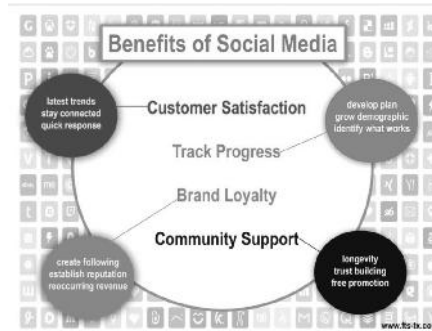 Benefits of Social Media
latest trends
stay connected
quick response
Customer Satisfaction
develop plan
grow demographic
identify what works
Track Progress
Brand Loyalty
Community Support
create following
establish reputation
reoccurring revenue
longevity
trust building
free promotion